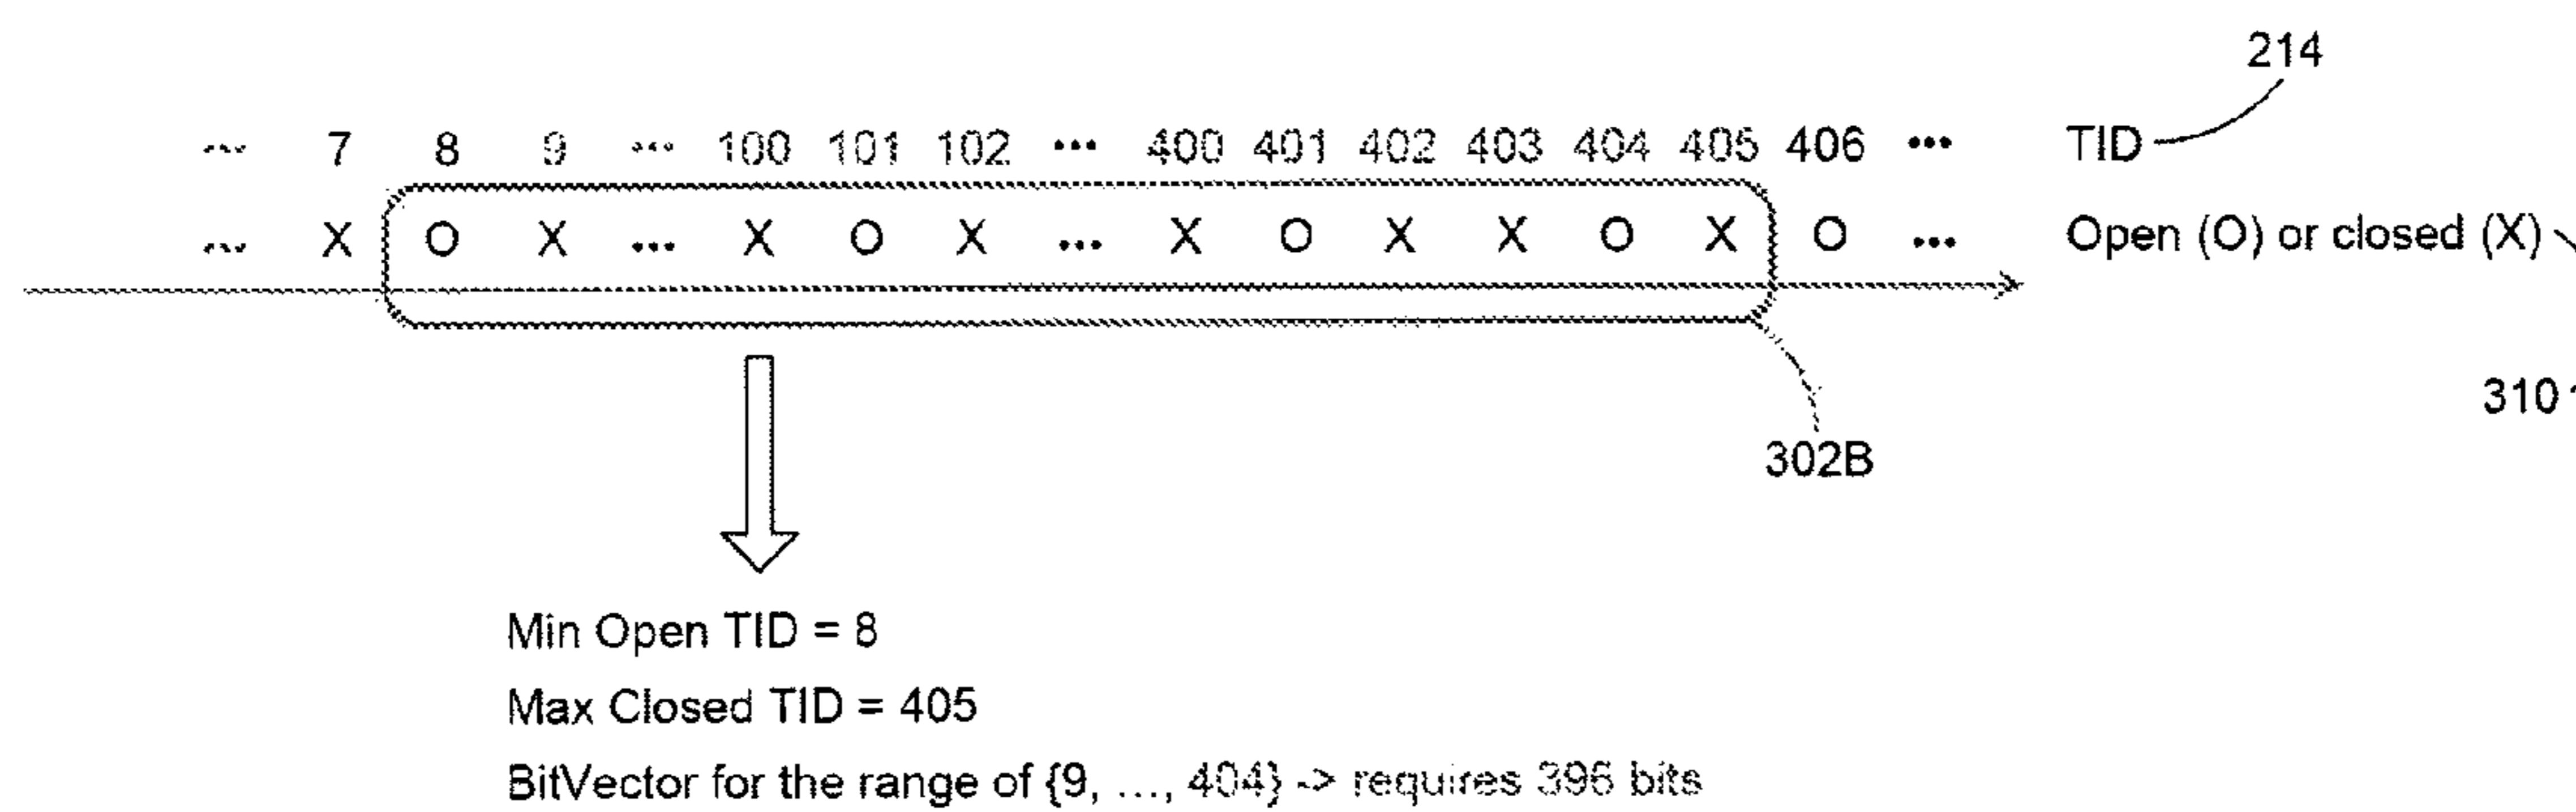 214
... 7 8 9 ... 100 101 102 ... 400 401 402 403 404 405 406 ... TID
... X O X ... X O X ... X O X X O X O ... Open (O) or closed (X)
310
302B
Min Open TID = 8
Max Closed TID = 405
BitVector for the range of {9, ..., 404} -> requires 396 bits